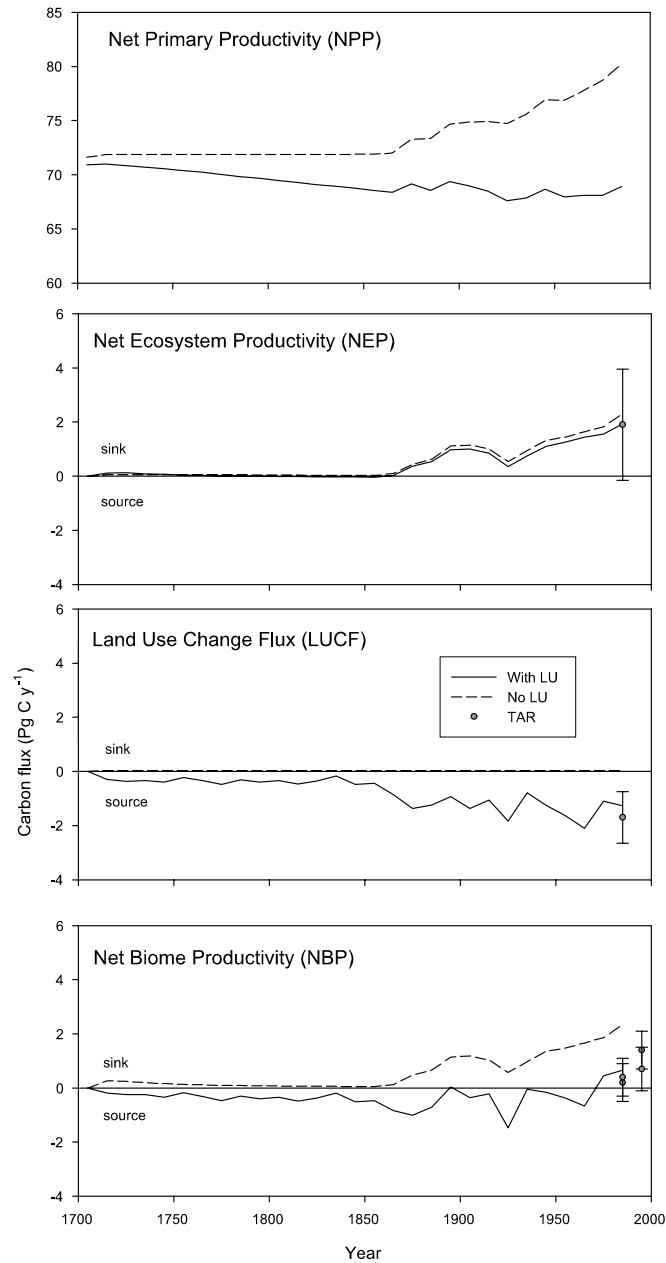 85
Net Primary Productivity (NPP)
80
75
70
65
60
6
Net Ecosystem Productivity (NEP)
4
2
sink
0
source
-2
-4
6
Land Use Change Flux (LUCF)
4
With LU
No LU
TAR
2
sink
0
source
-2
-4
Carbon flux (Pg C y⁻¹)
6
Net Biome Productivity (NBP)
4
2
sink
0
source
-2
-4
1700 1750 1800 1850 1900 1950 2000
Year